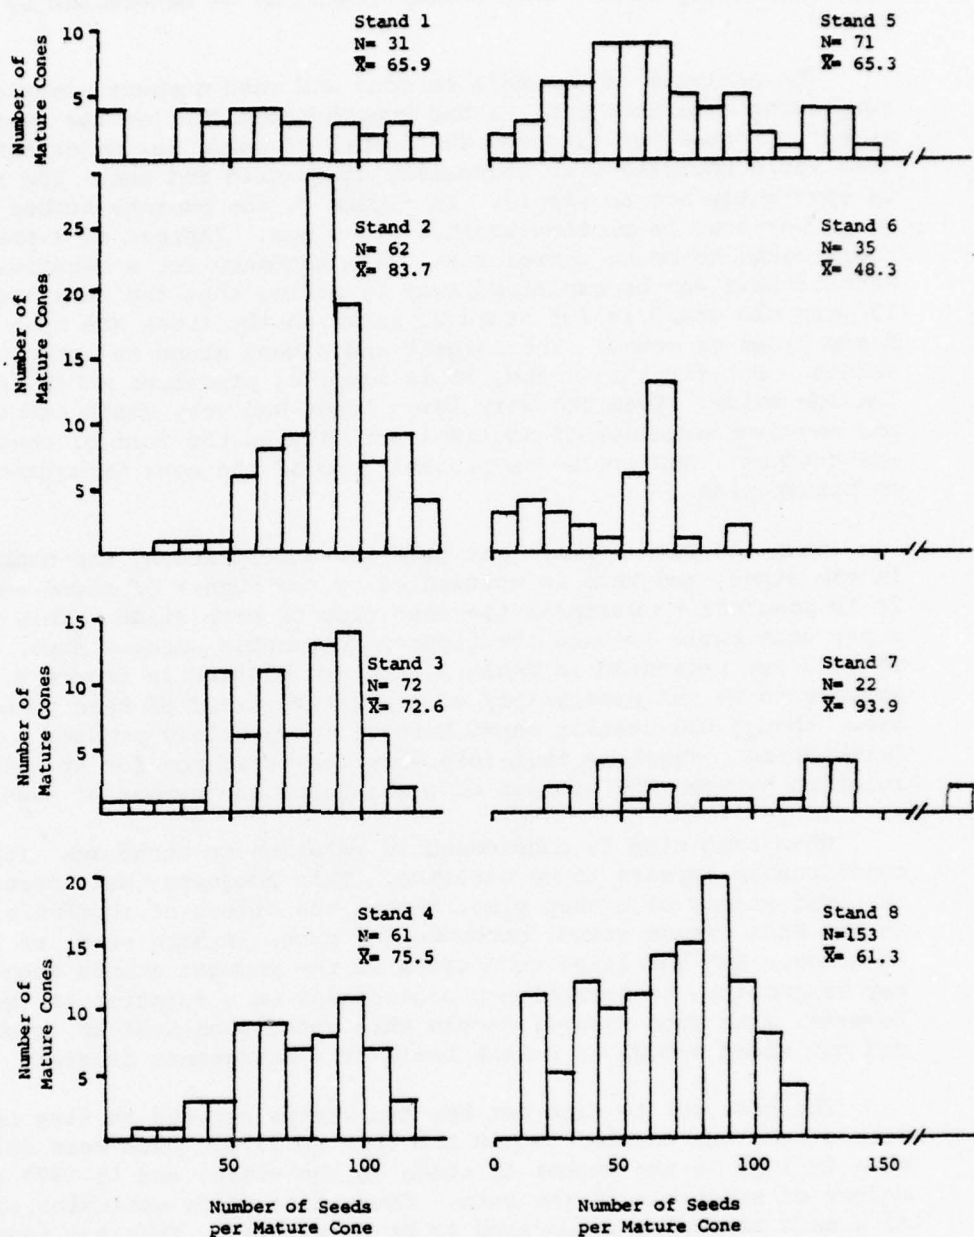 Number of
Mature Cones
10
5
Stand 1
N= 31
X̄= 65.9
Stand 5
N= 71
X̄= 65.3
Number of
Mature Cones
25
20
15
10
5
Stand 2
N= 62
X̄= 83.7
Stand 6
N= 35
X̄= 48.3
Number of
Mature Cones
15
10
5
Stand 3
N= 72
X̄= 72.6
Stand 7
N= 22
X̄= 93.9
Number of
Mature Cones
20
15
10
5
Stand 4
N= 61
X̄= 75.5
Stand 8
N=153
X̄= 61.3
50
100
0
50
100
150
Number of Seeds
per Mature Cone
Number of Seeds
per Mature Cone